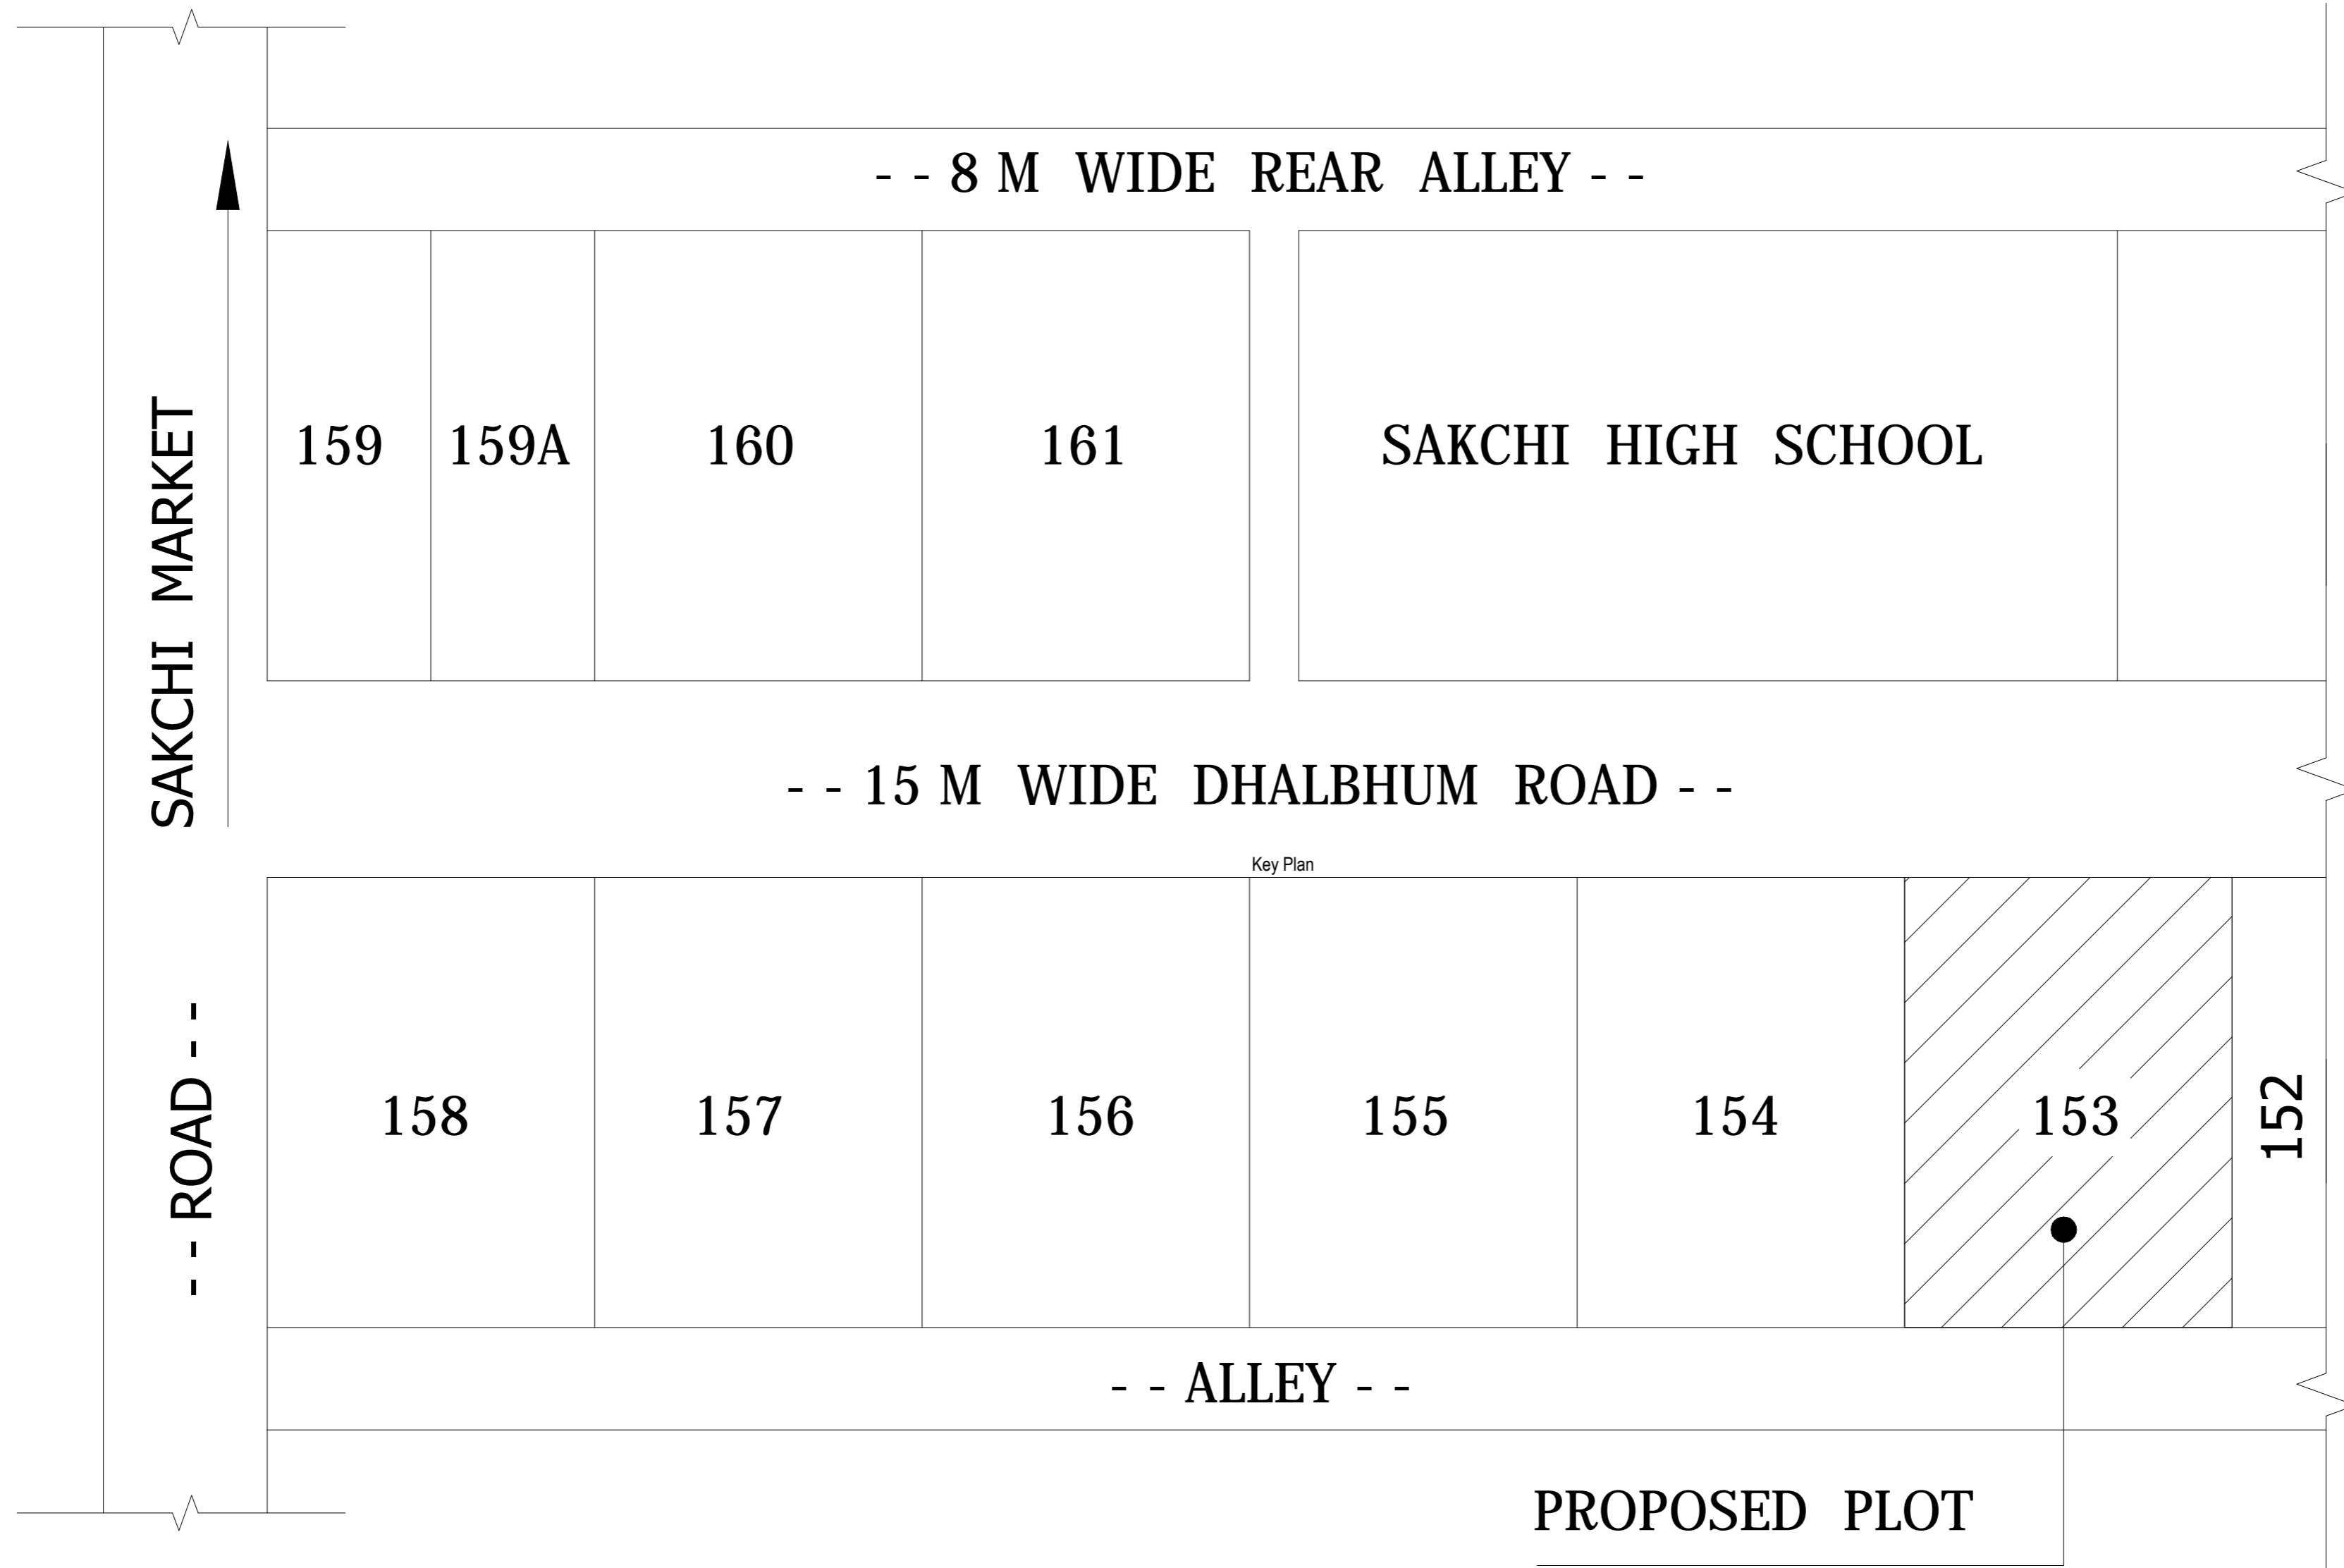 - - 8 M WIDE REAR ALLEY - -
SAKCHI MARKET
159
159A
160
161
SAKCHI HIGH SCHOOL
- - 15 M WIDE DHALBHUM ROAD - -
Key Plan
- - ROAD - -
158
157
156
155
154
153
152
- - ALLEY - -
PROPOSED PLOT